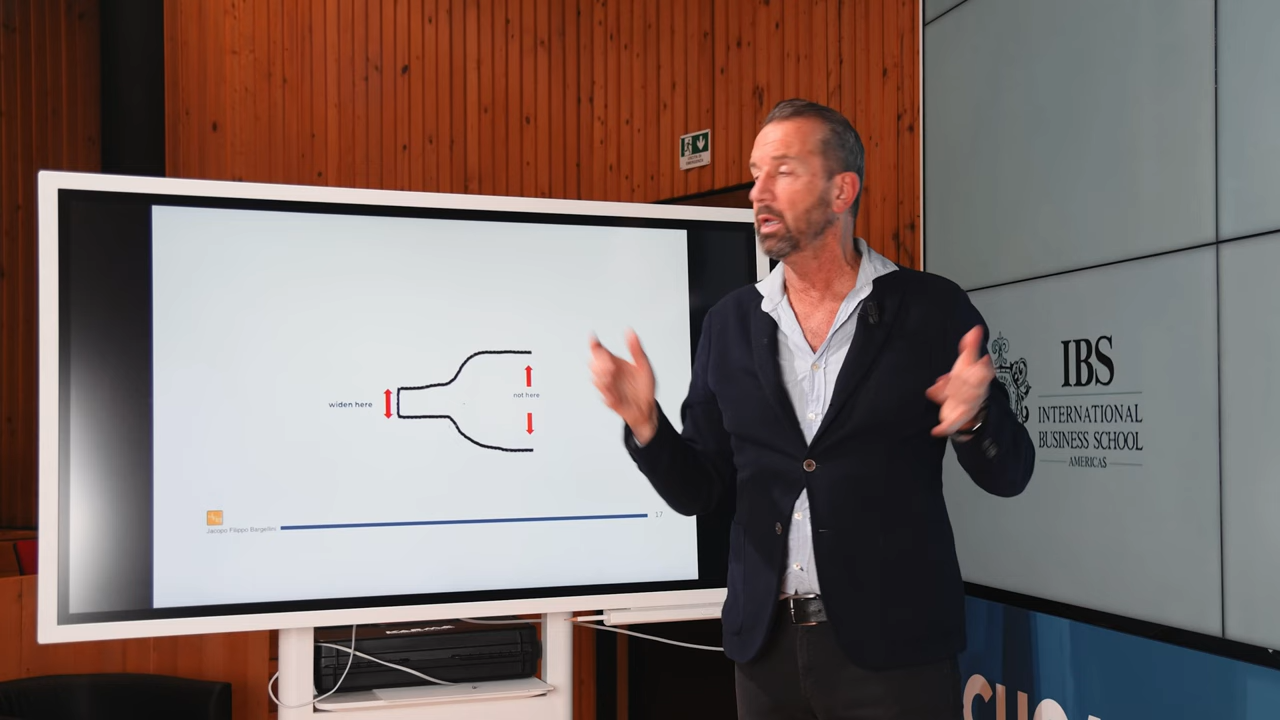 widen here
not here
Jacopo Filippo Bargellini
17
IBS
INTERNATIONAL
BUSINESS SCHOOL
AMERICAS